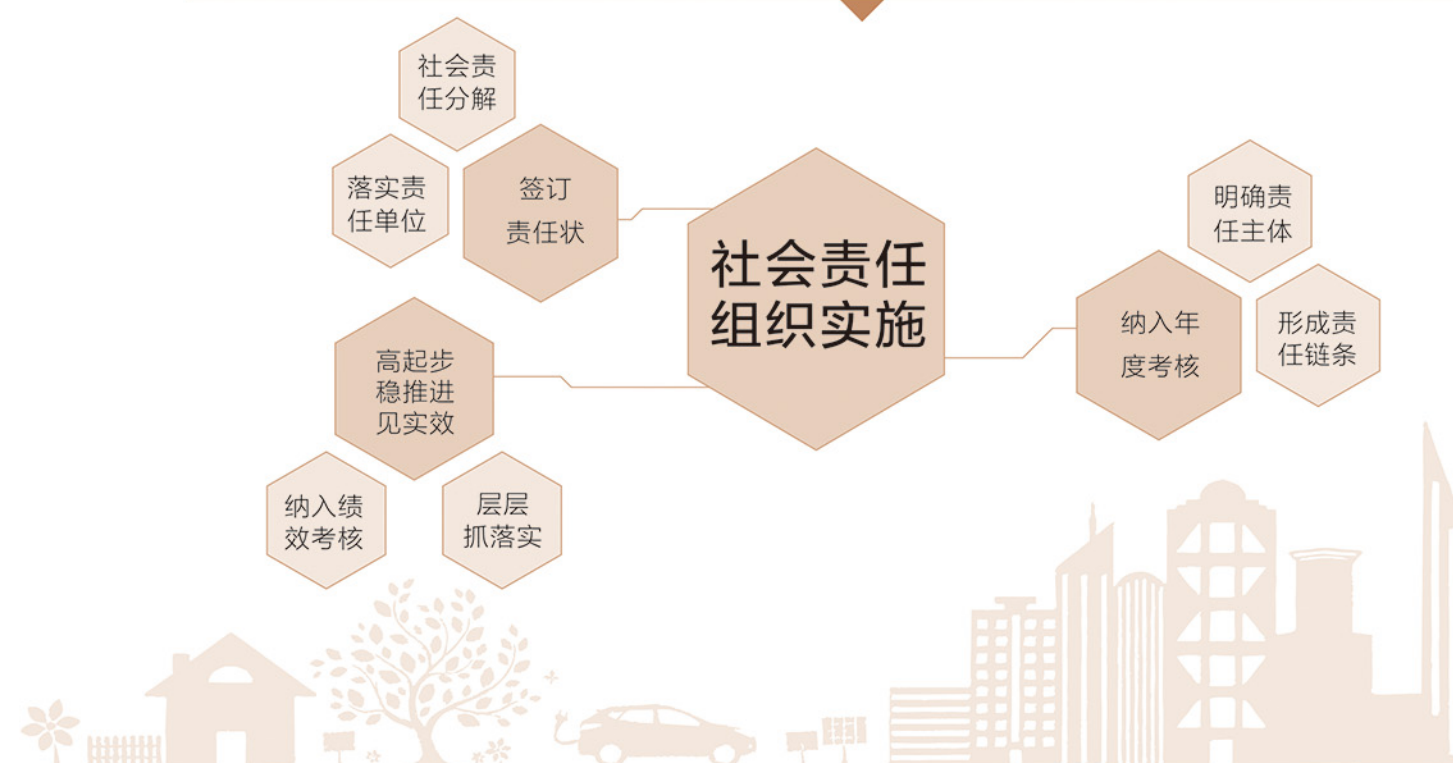 社会责
任分解
落实责
任单位
签订
责任状
社会责任
组织实施
明确责
任主体
纳入年
度考核
形成责
任链条
高起步
稳推进
见实效
纳入绩
效考核
层层
抓落实